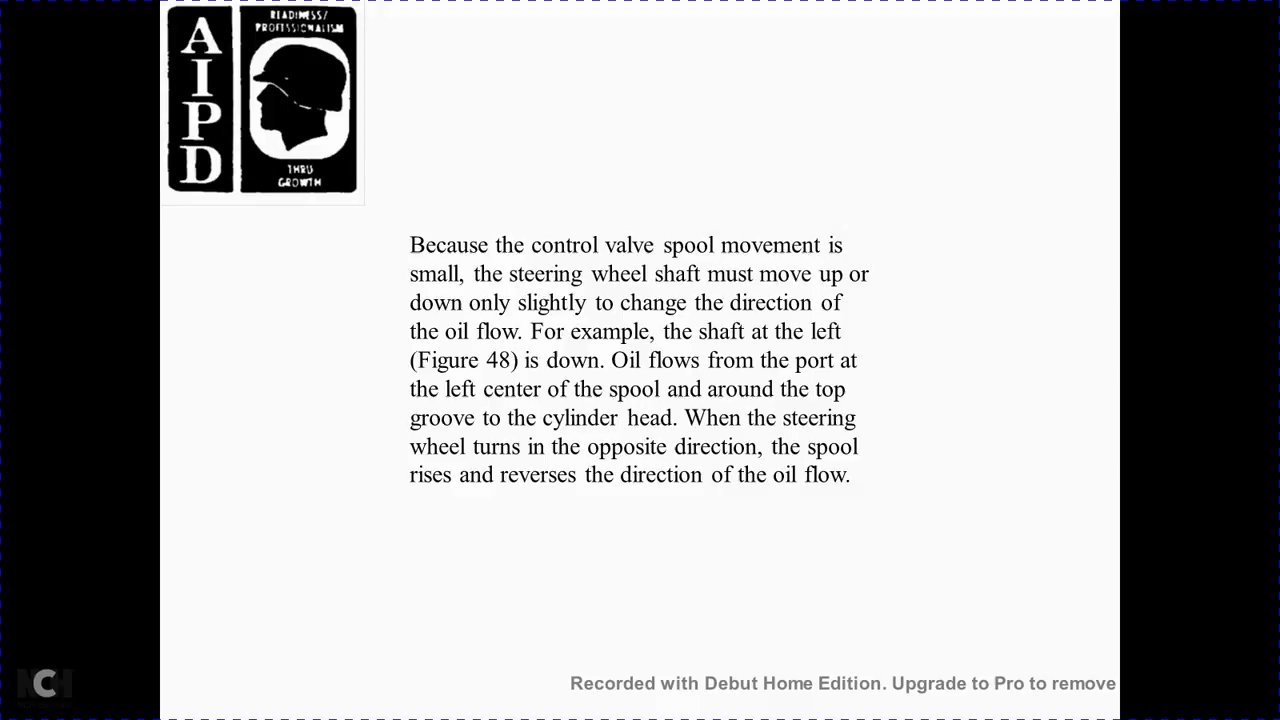 A
I
P
D
READINESS/
PROFESSIONALISM
THRU
GROWTH
Because the control valve spool movement is
small, the steering wheel shaft must move up or
down only slightly to change the direction of
the oil flow. For example, the shaft at the left
(Figure 48) is down. Oil flows from the port at
the left center of the spool and around the top
groove to the cylinder head. When the steering
wheel turns in the opposite direction, the spool
rises and reverses the direction of the oil flow.
NCH
Recorded with Debut Home Edition. Upgrade to Pro to remove